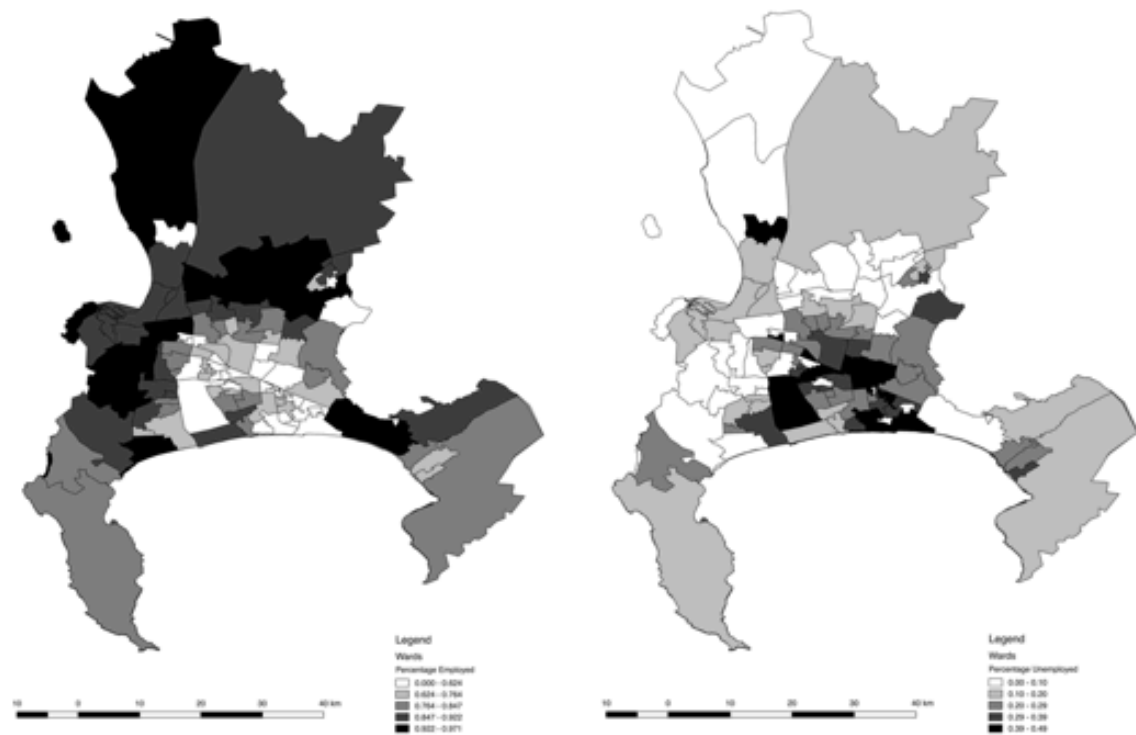 Legend
Wards
Percentage Employed
0.000 - 0.624
0.624 - 0.764
0.764 - 0.847
0.847 - 0.922
0.922 - 0.971
10 0 10 20 30 40 km
Legend
Wards
Percentage Unemployed
0.00 - 0.10
0.10 - 0.20
0.20 - 0.29
0.29 - 0.39
0.39 - 0.49
10 0 10 20 30 40 km